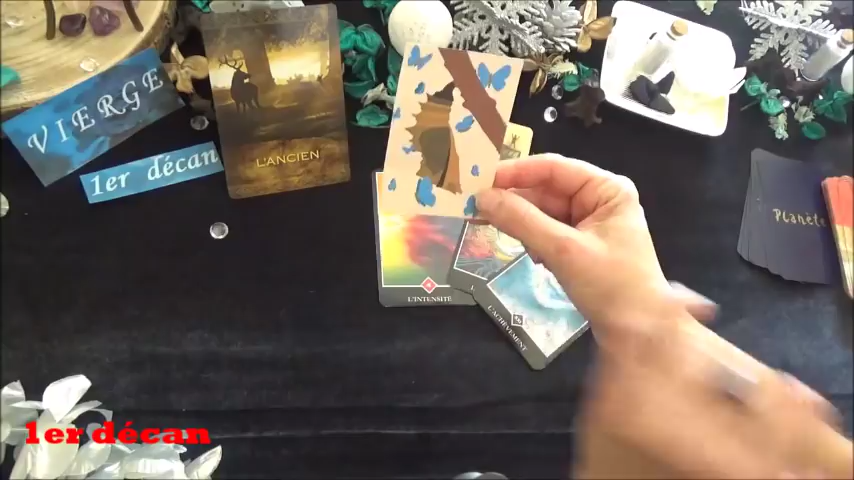 VIERGE
1er décan
L'ANCIEN
L'INTENSITÉ
L'ACHÈVEMENT
Planète
1er décan